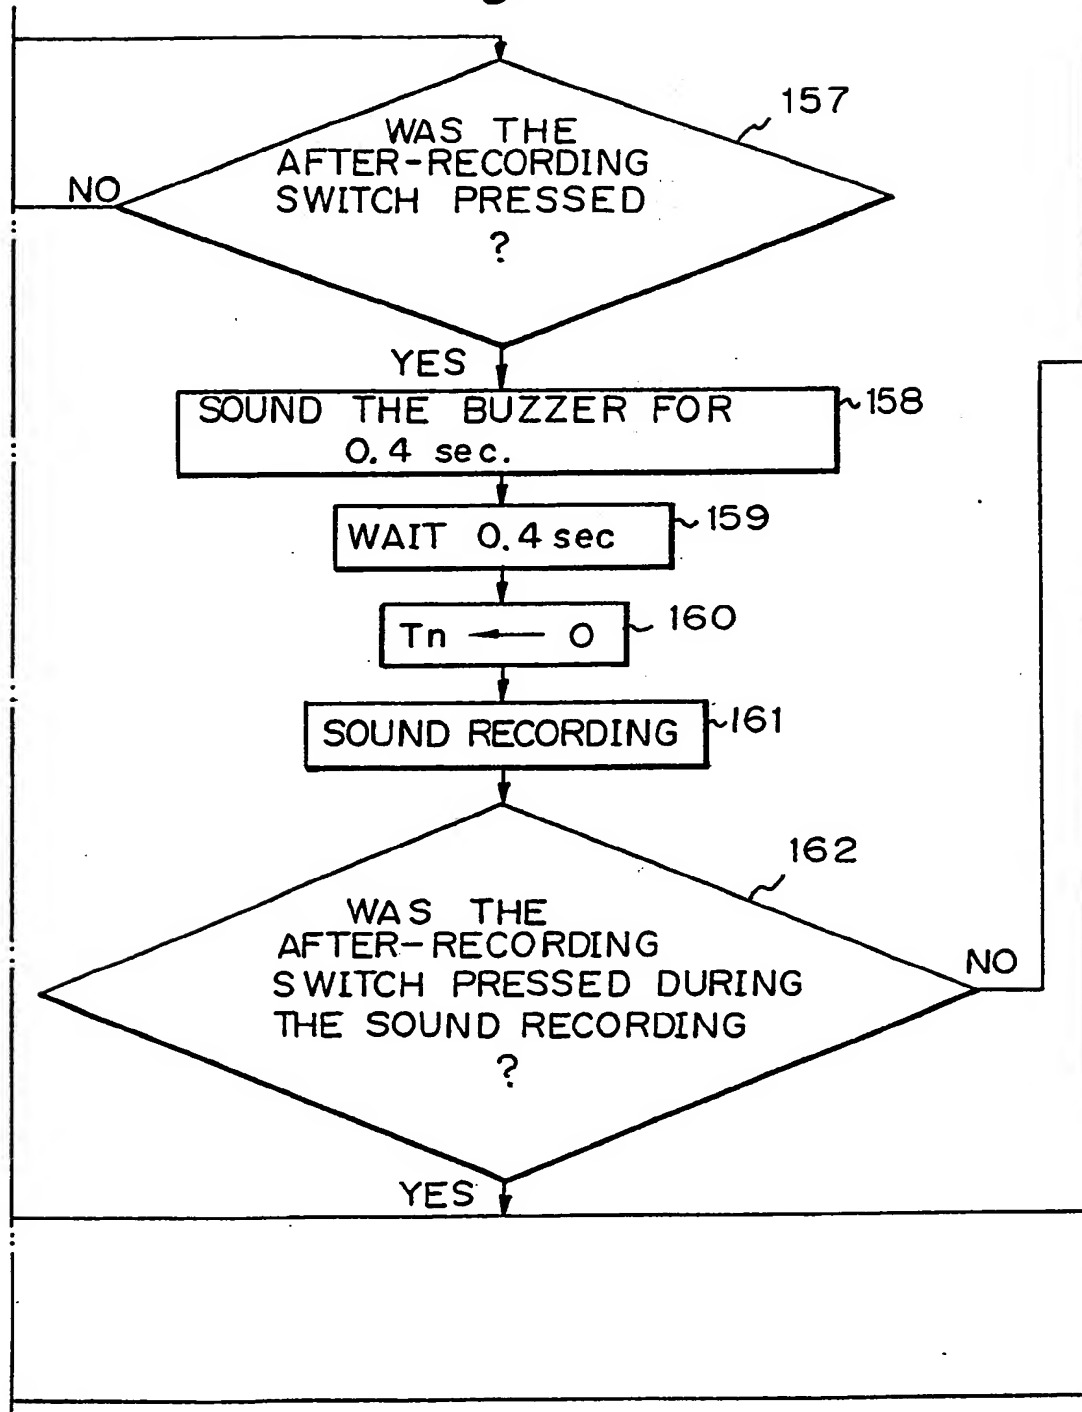 157
WAS THE
AFTER-RECORDING
SWITCH PRESSED
?
NO
YES
SOUND THE BUZZER FOR
0.4 sec.
158
WAIT 0.4 sec
159
Tn ← 0
160
SOUND RECORDING
161
162
WAS THE
AFTER-RECORDING
SWITCH PRESSED DURING
THE SOUND RECORDING
?
NO
YES